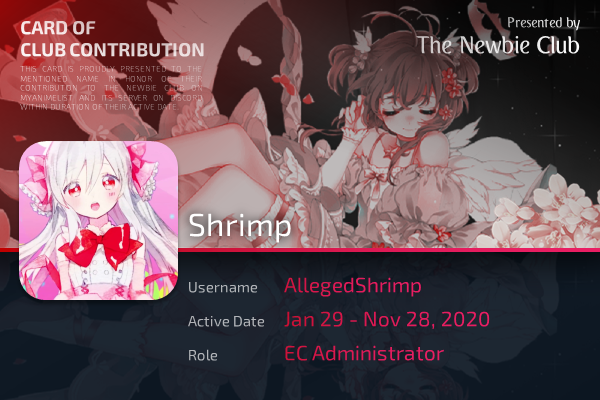 CARD OF
CLUB CONTRIBUTION
THIS CARD IS PROUDLY PRESENTED TO THE
MENTIONED NAME IN HONOR OF THEIR
CONTRIBUTION TO THE NEWBIE CLUB ON
MYANIMELIST AND ITS SERVER ON DISCORD
WITHIN DURATION OF THEIR ACTIVE DATE
Presented by
The Newbie Club
Shrimp
Username AllegedShrimp
Active Date Jan 29 - Nov 28, 2020
Role EC Administrator